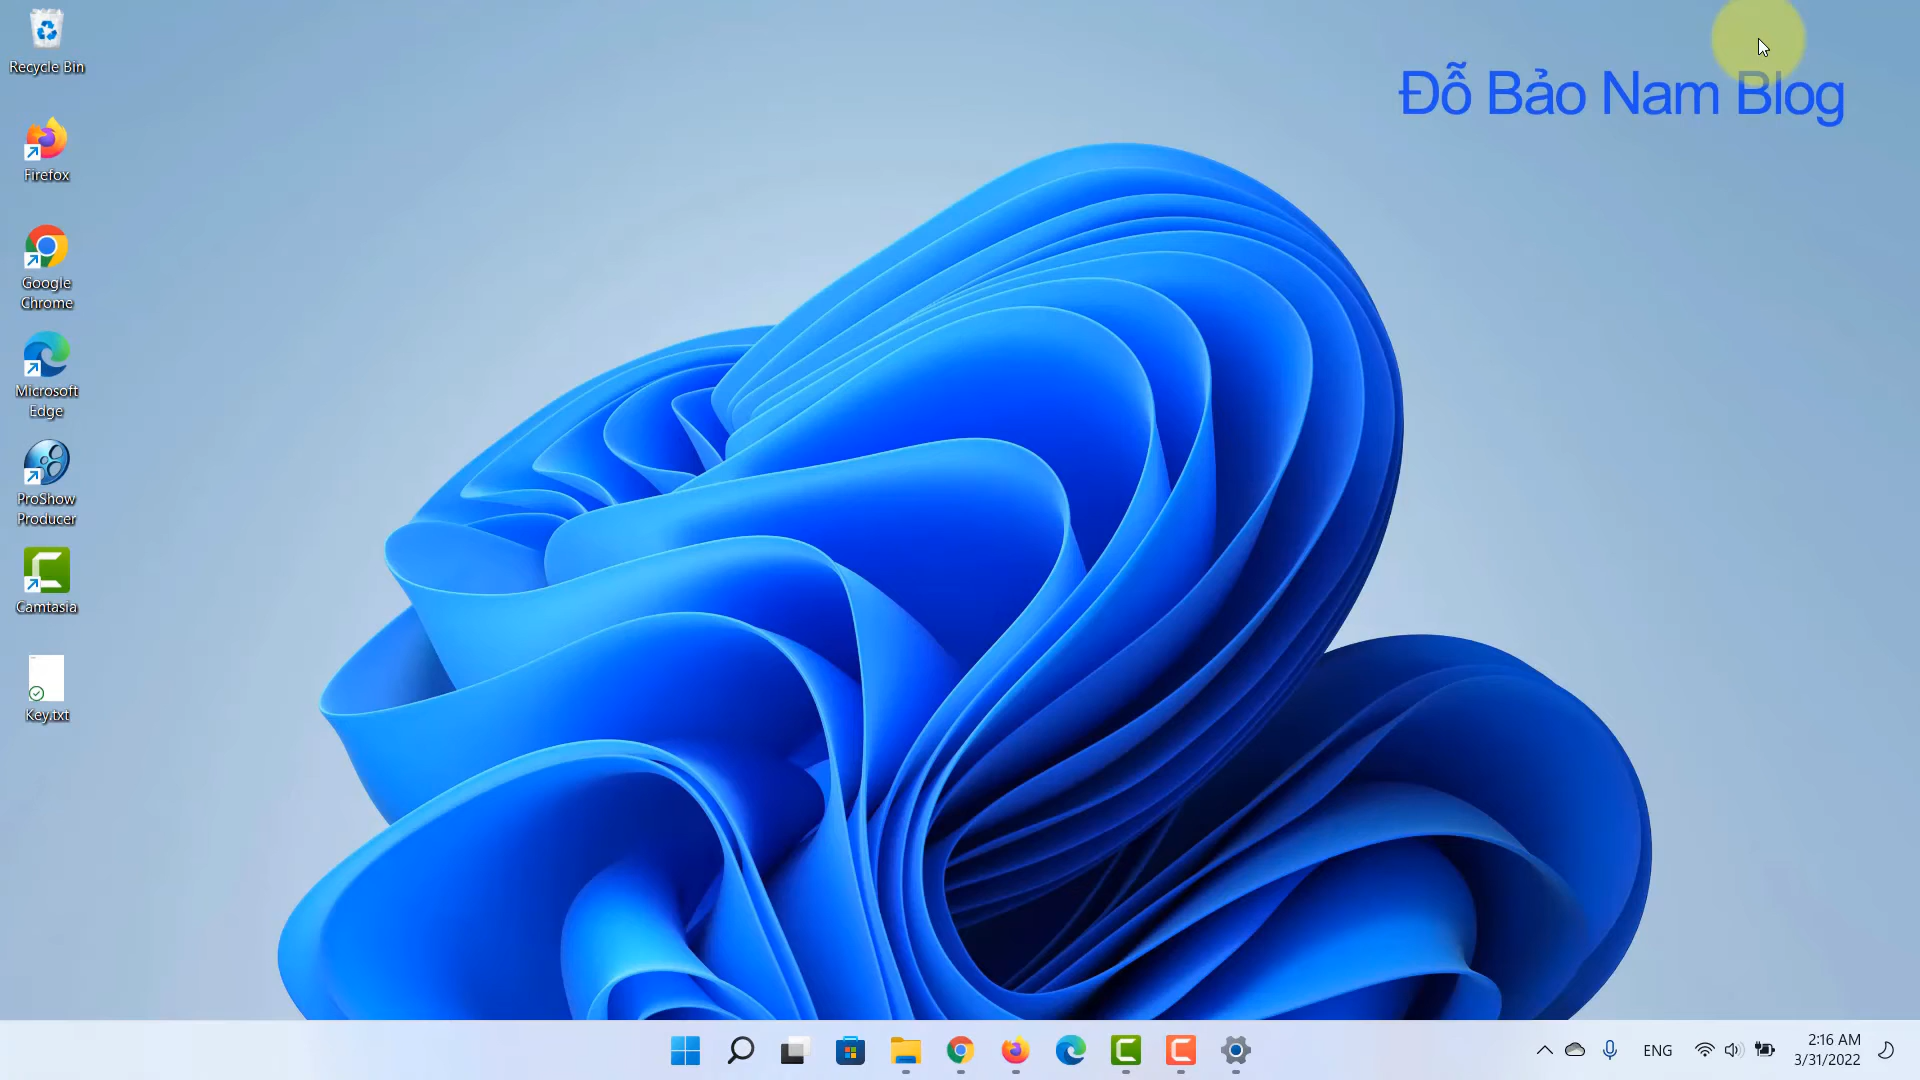 Recycle Bin
Đỗ Bảo Nam Blog
Firefox
Google
Chrome
Microsoft
Edge
ProShow
Producer
Camtasia
Key.txt
ENG
2:16 AM
3/31/2022